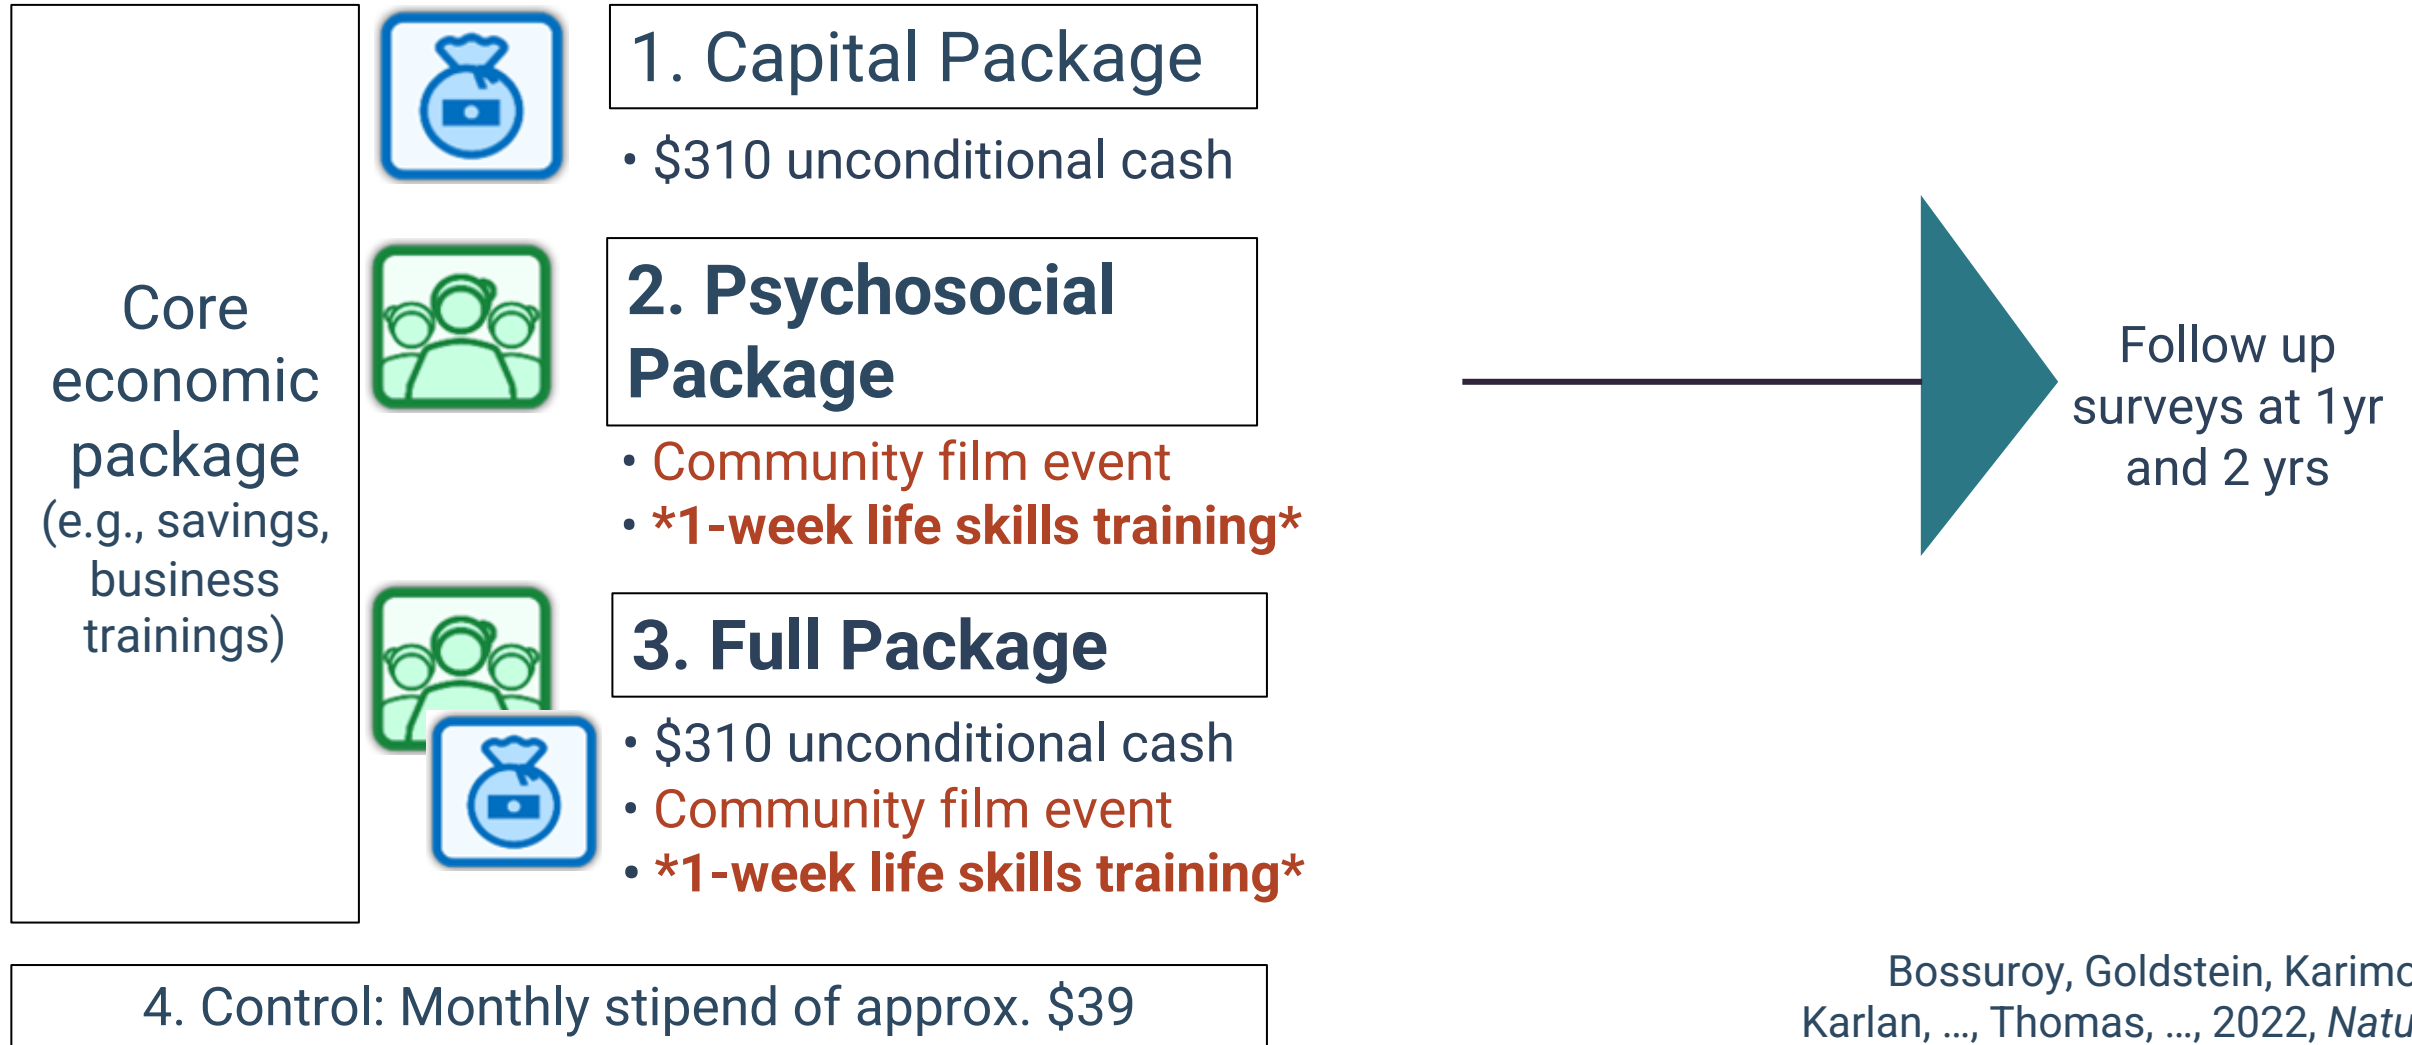 Core
economic
package
(e.g., savings,
business
trainings)
1. Capital Package
• $310 unconditional cash
2. Psychosocial
Package
• Community film event
• *1-week life skills training*
3. Full Package
• $310 unconditional cash
• Community film event
• *1-week life skills training*
4. Control: Monthly stipend of approx. $39
Follow up
surveys at 1yr
and 2 yrs
Bossuroy, Goldstein,
Karlan, …, Thomas, …, 2022,